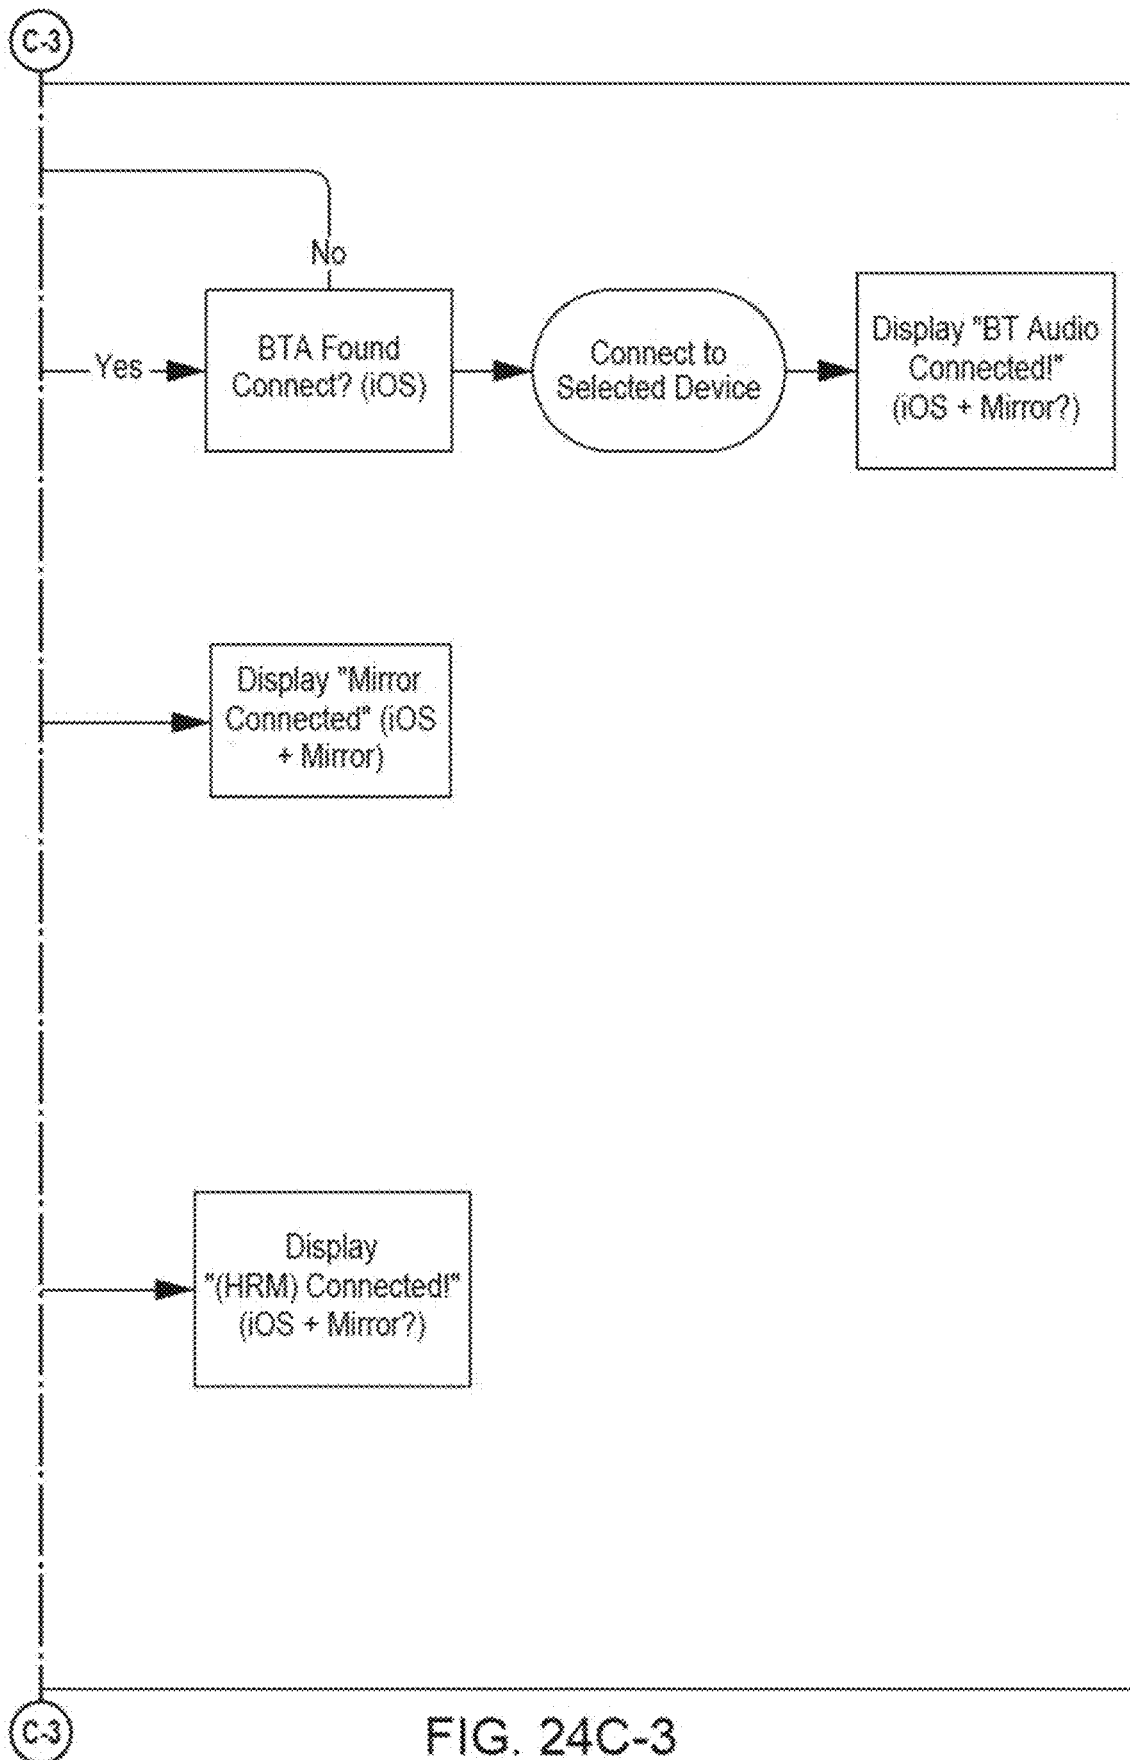 C-3
No
Yes
BTA Found
Connect? (iOS)
Connect to
Selected Device
Display "BT Audio
Connected!"
(iOS + Mirror?)
Display "Mirror
Connected" (iOS
+ Mirror)
Display
"(HRM) Connected!"
(iOS + Mirror?)
C-3
FIG. 24C-3